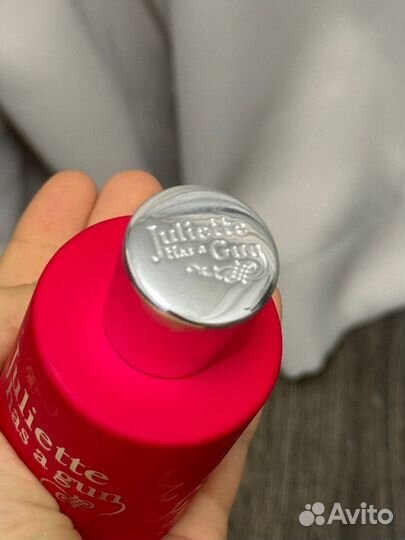 Juliette
Has a
Gun
Juliette
has a
gun
Avito